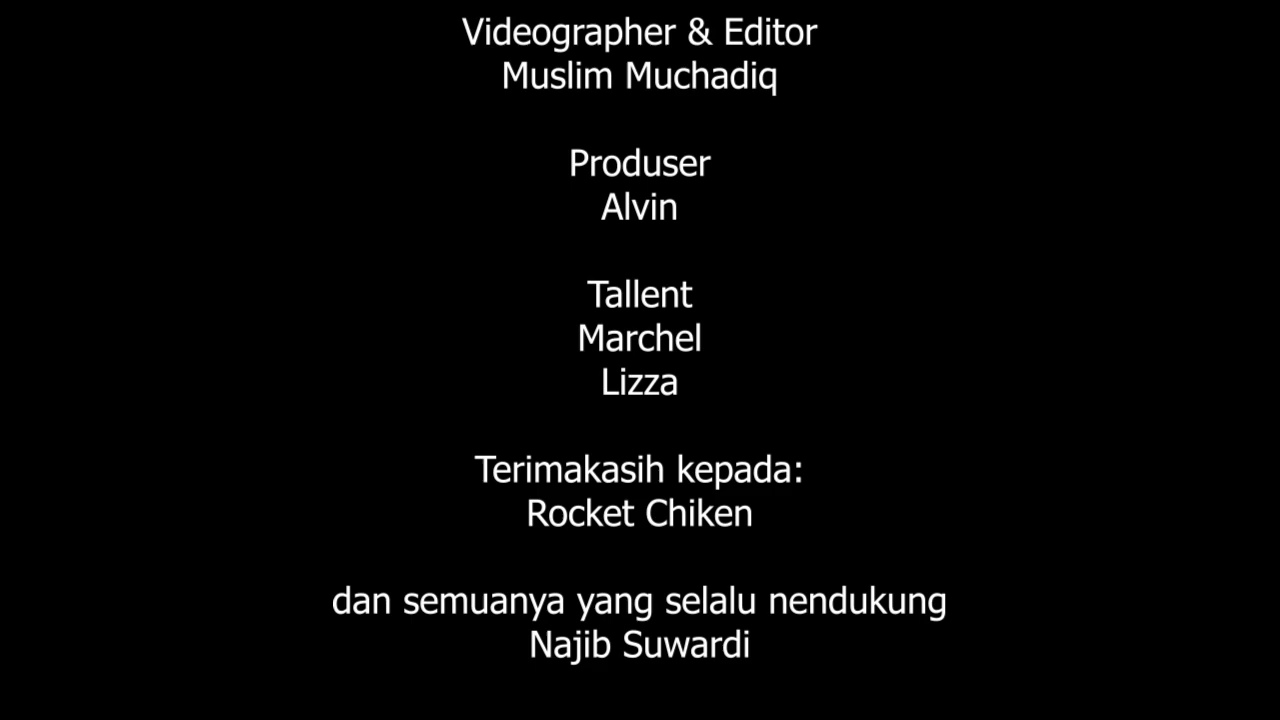 Videographer & Editor
Muslim Muchadiq
Produser
Alvin
Tallent
Marchel
Lizza
Terimakasih kepada:
Rocket Chiken
dan semuanya yang selalu nendukung
Najib Suwardi